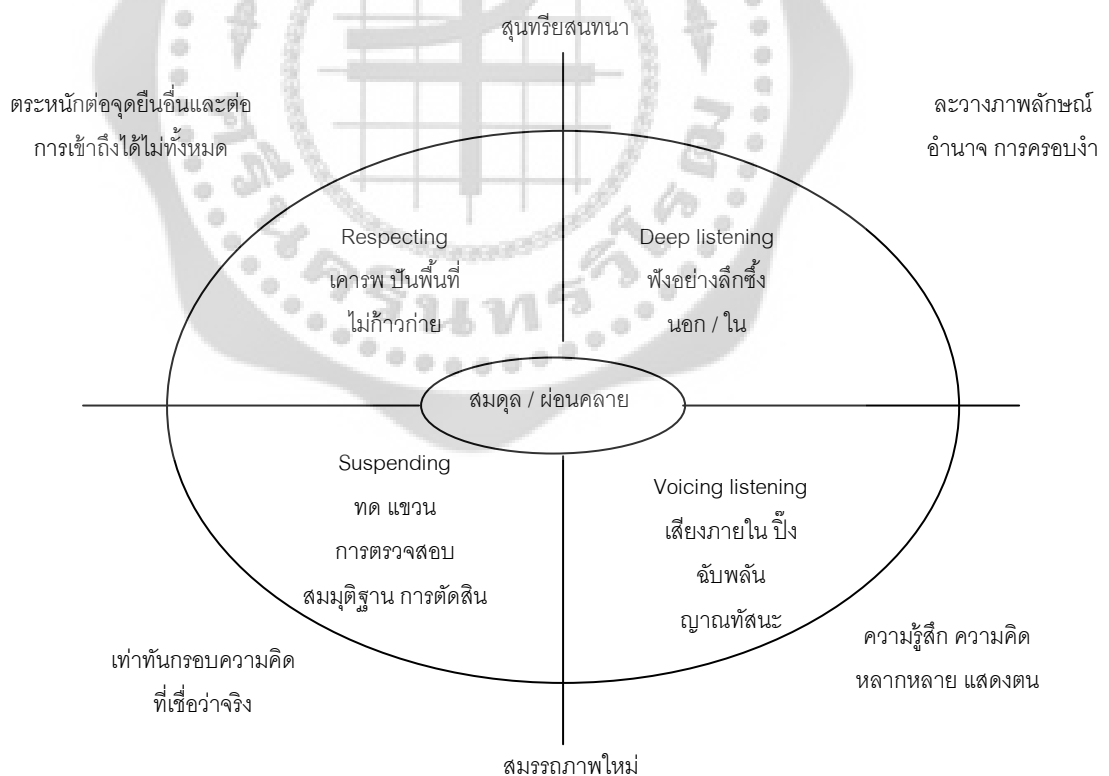 สุนทรียสนทนา
ตระหนักต่อจุดยืนอื่นและต่อ
การเข้าถึงได้ไม่ทั้งหมด
ละวางภาพลักษณ์
อำนาจ การครอบงำ
Respecting
เคารพ ปันพื้นที่
ไม่ก้าวก่าย
Deep listening
ฟังอย่างลึกซึ้ง
นอก / ใน
สมดุล / ผ่อนคลาย
Suspending
ทด แขวน
การตรวจสอบ
สมมุติฐาน การตัดสิน
Voicing listening
เสียงภายใน ปิ๊ง
ฉับพลัน
ญาณทัสนะ
เท่าทันกรอบความคิด
ที่เชื่อว่าจริง
ความรู้สึก ความคิด
หลากหลาย แสดงตน
สมรรถภาพใหม่